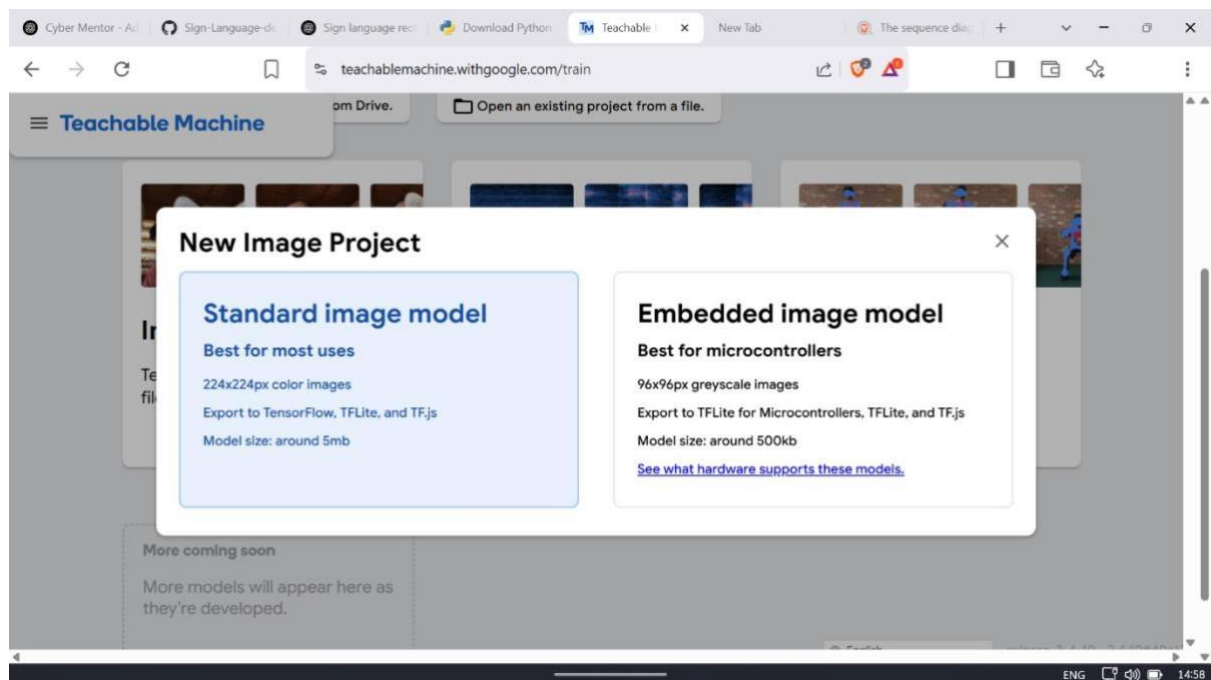 Cyber Mentor - Ad
Sign-Language-de
Sign language rec
Download Python
Teachable
New Tab
The sequence diag
teachablemachine.withgoogle.com/train
Teachable Machine
om Drive.
Open an existing project from a file.
New Image Project
Standard image model
Best for most uses
224x224px color images
Export to TensorFlow, TFLite, and TF.js
Model size: around 5mb
Embedded image model
Best for microcontrollers
96x96px greyscale images
Export to TFLite for Microcontrollers, TFLite, and TF.js
Model size: around 500kb
See what hardware supports these models.
Te
fil
More coming soon
More models will appear here as
they're developed.
English
ENG
14:58